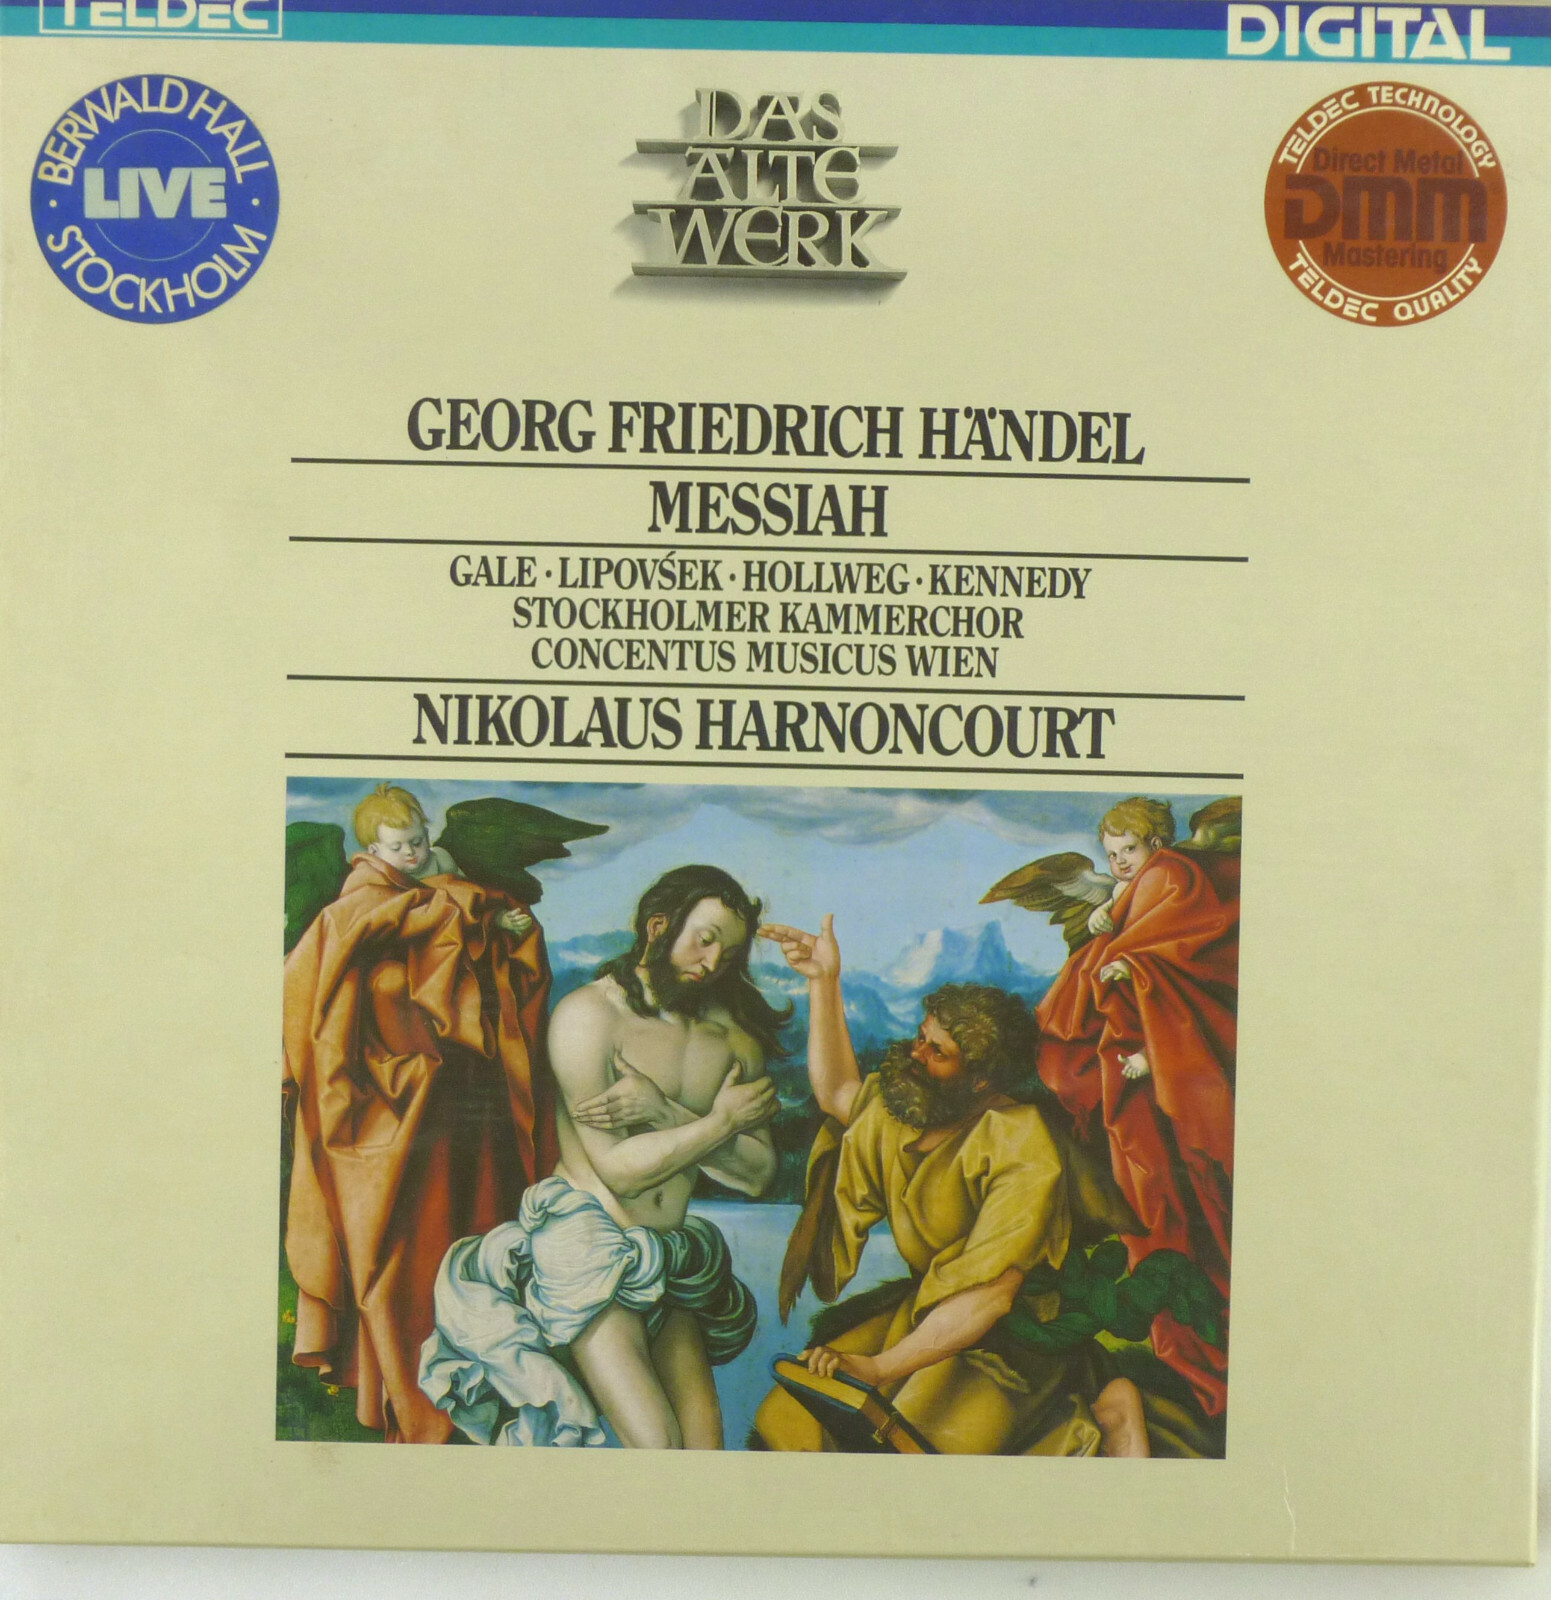 TELDEC
DIGITAL
BERWALD HALL
LIVE
STOCKHOLM
DAS
ALTE
WERK
TELDEC TECHNOLOGY
Direct Metal
DMM
Mastering
TELDEC QUALITY
GEORG FRIEDRICH HÄNDEL
MESSIAH
GALE · LIPOVŚEK · HOLLWEG · KENNEDY
STOCKHOLMER KAMMERCHOR
CONCENTUS MUSICUS WIEN
NIKOLAUS HARNONCOURT